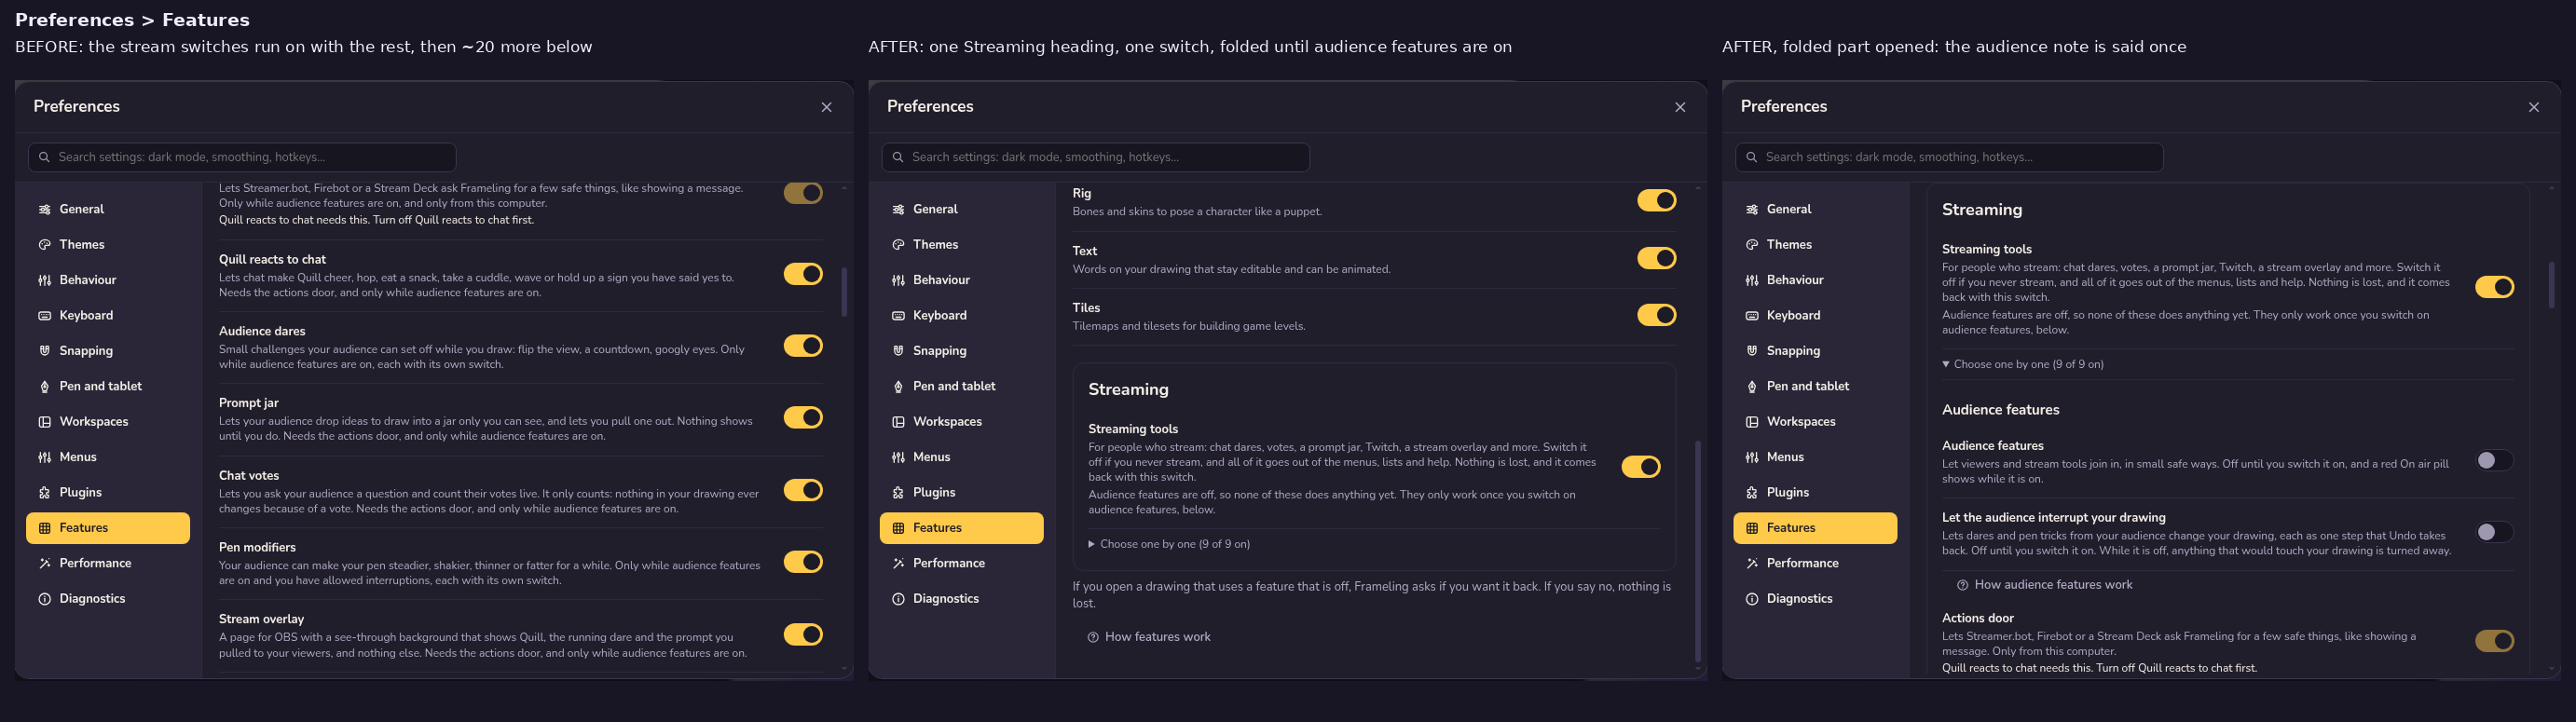 Preferences > Features
BEFORE: the stream switches run on with the rest, then ~20 more below
Preferences
Search settings: dark mode, smoothing, hotkeys...
General
Themes
Behaviour
Keyboard
Snapping
Pen and tablet
Workspaces
Menus
Plugins
Features
Performance
Diagnostics
Lets Streamer.bot, Firebot or a Stream Deck ask Frameling for a few safe things, like showing a message.
Only while audience features are on, and only from this computer.
Quill reacts to chat needs this. Turn off Quill reacts to chat first.
Quill reacts to chat
Lets chat make Quill cheer, hop, eat a snack, take a cuddle, wave or hold up a sign you have said yes to.
Needs the actions door, and only while audience features are on.
Audience dares
Small challenges your audience can set off while you draw: flip the view, a countdown, googly eyes. Only
while audience features are on, each with its own switch.
Prompt jar
Lets your audience drop ideas to draw into a jar only you can see, and lets you pull one out. Nothing shows
until you do. Needs the actions door, and only while audience features are on.
Chat votes
Lets you ask your audience a question and count their votes live. It only counts: nothing in your drawing ever
changes because of a vote. Needs the actions door, and only while audience features are on.
Pen modifiers
Your audience can make your pen steadier, shakier, thinner or fatter for a while. Only while audience features
are on and you have allowed interruptions, each with its own switch.
Stream overlay
A page for OBS with a see-through background that shows Quill, the running dare and the prompt you
pulled to your viewers, and nothing else. Needs the actions door, and only while audience features are on.
AFTER: one Streaming heading, one switch, folded until audience features are on
Preferences
Search settings: dark mode, smoothing, hotkeys...
General
Themes
Behaviour
Keyboard
Snapping
Pen and tablet
Workspaces
Menus
Plugins
Features
Performance
Diagnostics
Rig
Bones and skins to pose a character like a puppet.
Text
Words on your drawing that stay editable and can be animated.
Tiles
Tilemaps and tilesets for building game levels.
Streaming
Streaming tools
For people who stream: chat dares, votes, a prompt jar, Twitch, a stream overlay and more. Switch it
off if you never stream, and all of it goes out of the menus, lists and help. Nothing is lost, and it comes
back with this switch.
Audience features are off, so none of these does anything yet. They only work once you switch on
audience features, below.
Choose one by one (9 of 9 on)
If you open a drawing that uses a feature that is off, Frameling asks if you want it back. If you say no, nothing is
lost.
How features work
AFTER, folded part opened: the audience note is said once
Preferences
Search settings: dark mode, smoothing, hotkeys...
General
Themes
Behaviour
Keyboard
Snapping
Pen and tablet
Workspaces
Menus
Plugins
Features
Performance
Diagnostics
Streaming
Streaming tools
For people who stream: chat dares, votes, a prompt jar, Twitch, a stream overlay and more. Switch it
off if you never stream, and all of it goes out of the menus, lists and help. Nothing is lost, and it comes
back with this switch.
Audience features are off, so none of these does anything yet. They only work once you switch on
audience features, below.
Choose one by one (9 of 9 on)
Audience features
Audience features
Let viewers and stream tools join in, in small safe ways. Off until you switch it on, and a red On air pill
shows while it is on.
Let the audience interrupt your drawing
Lets dares and pen tricks from your audience change your drawing, each as one step that Undo takes
back. Off until you switch it on. While it is off, anything that would touch your drawing is turned away.
How audience features work
Actions door
Lets Streamer.bot, Firebot or a Stream Deck ask Frameling for a few safe things, like showing a
message. Only from this computer.
Quill reacts to chat needs this. Turn off Quill reacts to chat first.